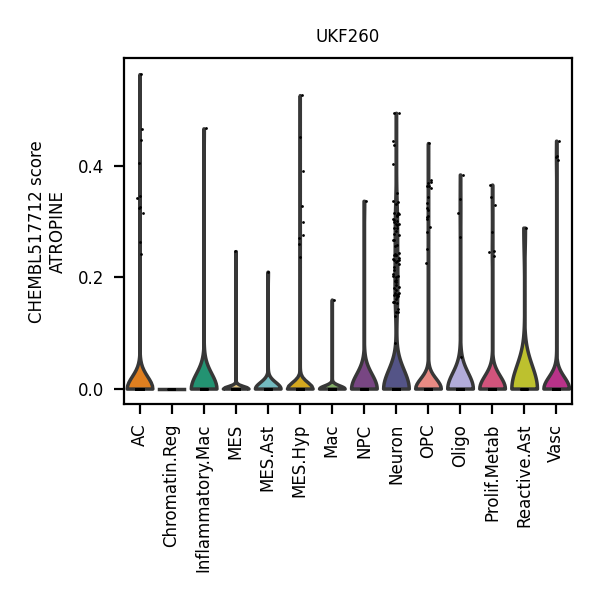 UKF260
CHEMBL517712 score
ATROPINE
0.4
0.2
0.0
AC
Chromatin.Reg
Inflammatory.Mac
MES
MES.Ast
MES.Hyp
Mac
NPC
Neuron
OPC
Oligo
Prolif.Metab
Reactive.Ast
Vasc